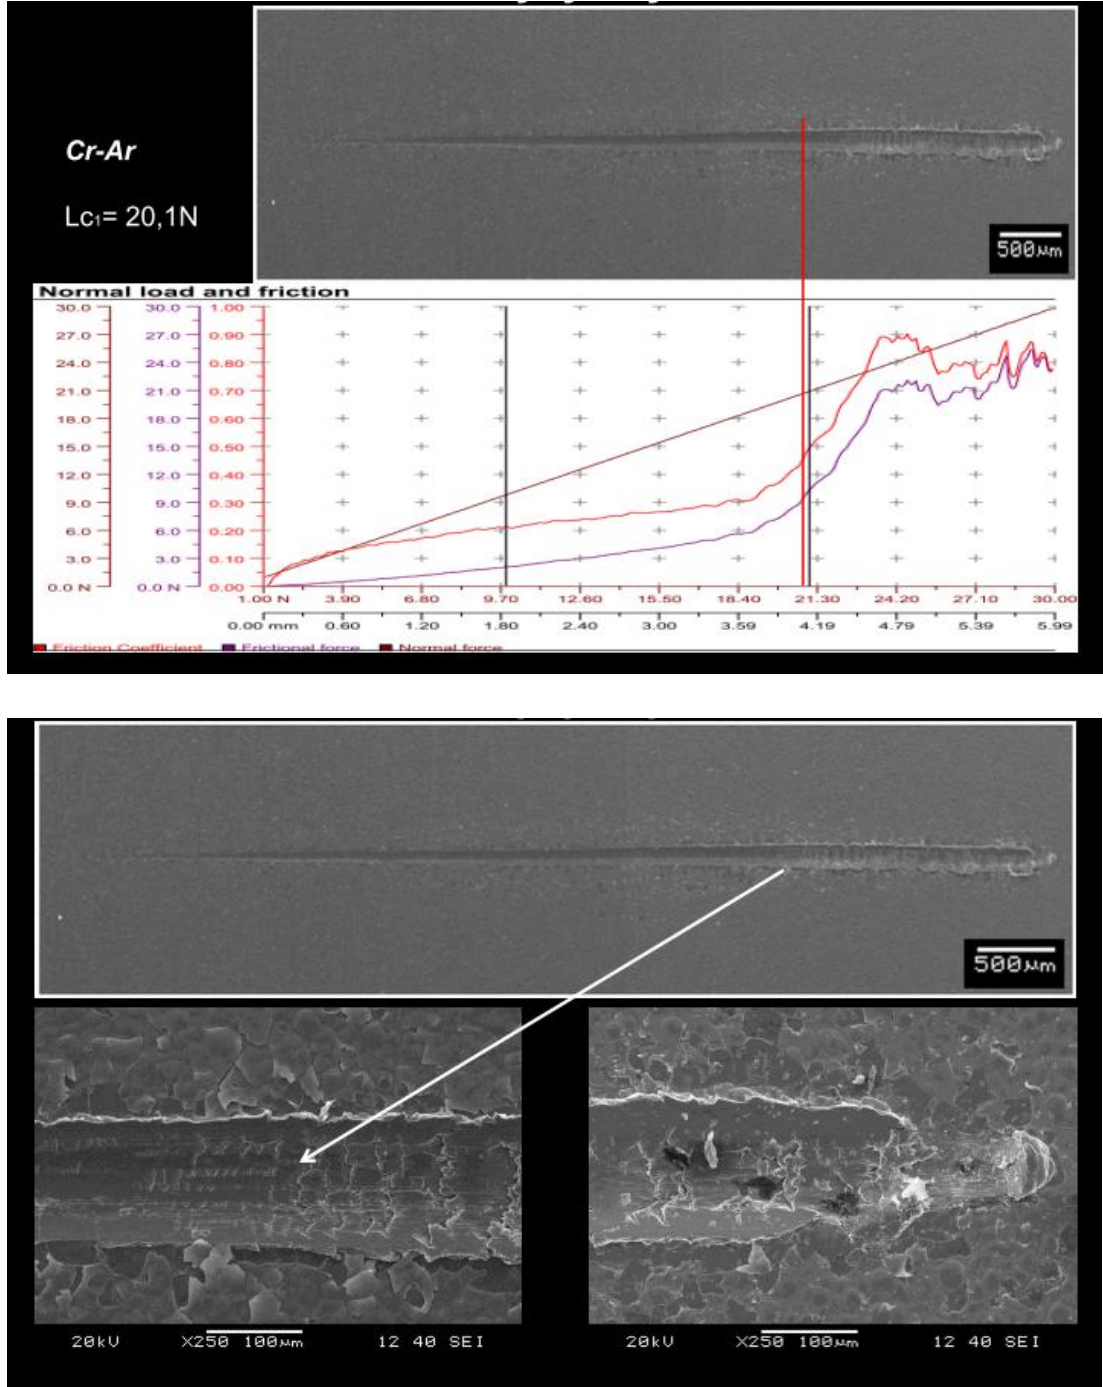 Cr-Ar
Lc₁= 20,1N
500µm
Normal load and friction
30.0 30.0 1.00
27.0 27.0 0.90
24.0 24.0 0.80
21.0 21.0 0.70
18.0 18.0 0.60
15.0 15.0 0.50
12.0 12.0 0.40
9.0 9.0 0.30
6.0 6.0 0.20
3.0 3.0 0.10
0.0 N 0.0 N 0.00
1.00 N 3.90 6.80 9.70 12.60 15.50 18.40 21.30 24.20 27.10 30.00
0.00 mm 0.60 1.20 1.80 2.40 3.00 3.59 4.19 4.79 5.39 5.99
Friction Coefficient Frictional force Normal force
500µm
20kV X250 100µm 12 40 SEI
20kV X250 100µm 12 40 SEI